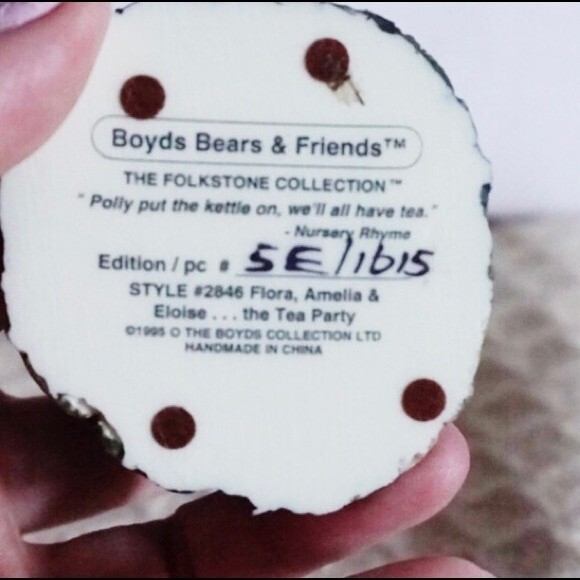 Boyds Bears & Friends™
THE FOLKSTONE COLLECTION™
"Polly put the kettle on, we'll all have tea."
- Nursery Rhyme
Edition / pc # 5E/1615
STYLE #2846 Flora, Amelia &
Eloise . . . the Tea Party
©1995 © THE BOYDS COLLECTION LTD
HANDMADE IN CHINA